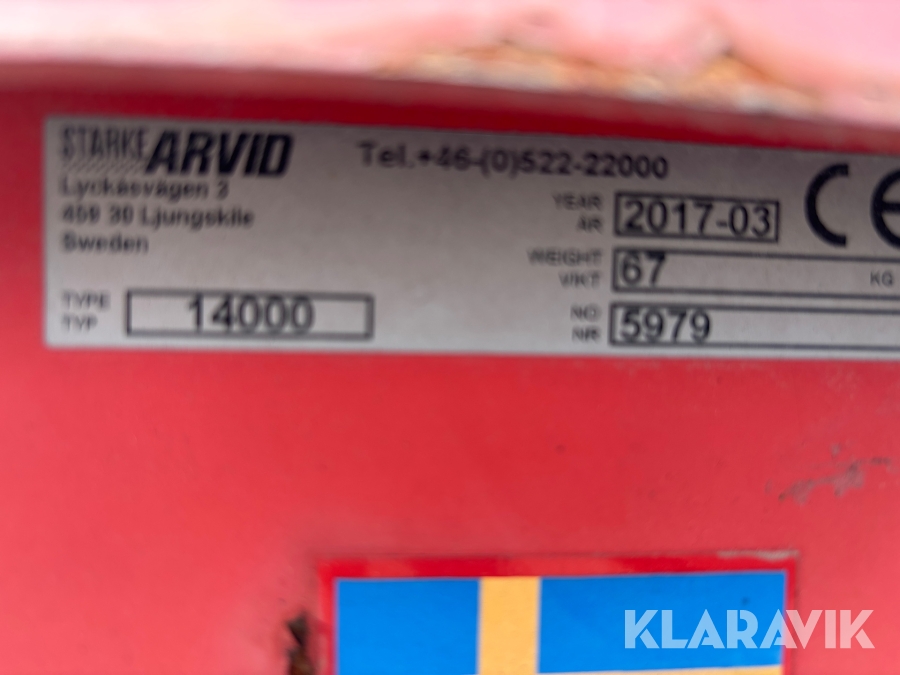 STARKE ARVID
Lyckåsvägen 3
459 30 Ljungskile
Sweden
TYPE
TYP
14000
Tel.+46-(0)522-22000
YEAR
ÅR
2017-03
CE
WEIGHT
VIKT
67
KG
NO
NR
5979
KLARAVIK